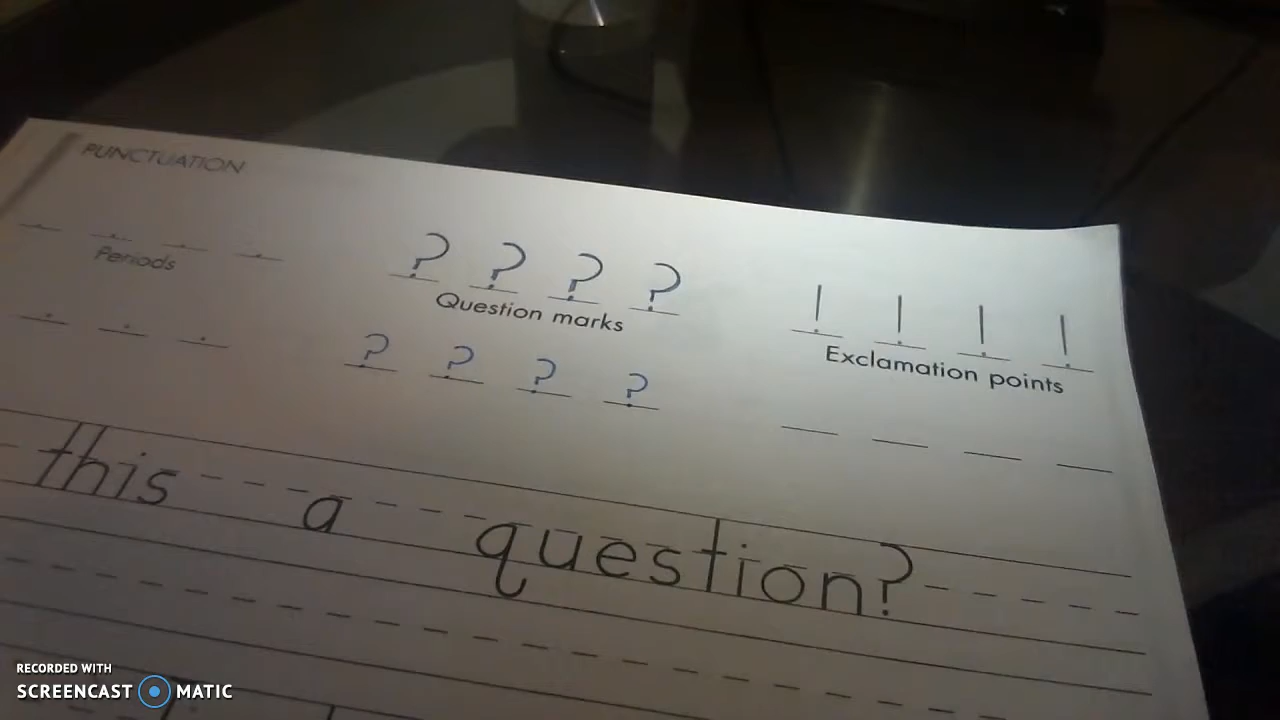 PUNCTUATION
. . . . ? ? ? ? ! ! ! !
Periods Question marks Exclamation points
. . . ? ? ? ?
this a question?
RECORDED WITH
SCREENCAST MATIC